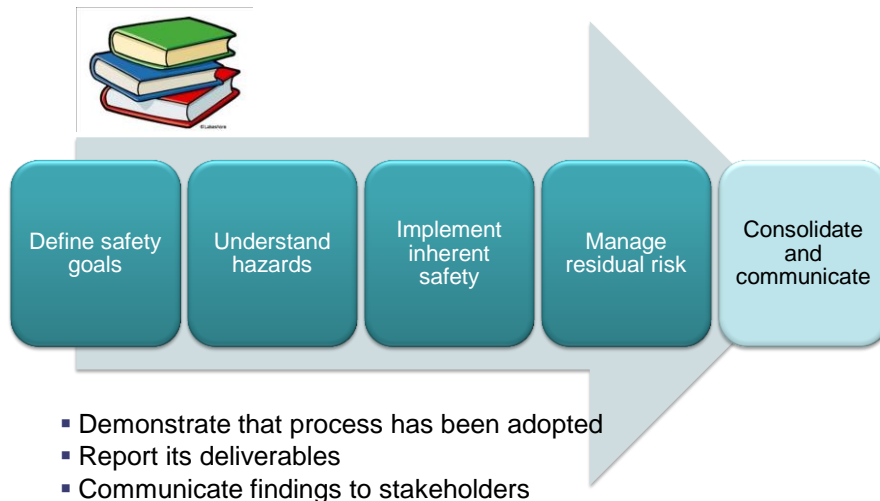 © Lakeshore
Define safety
goals
Understand
hazards
Implement
inherent
safety
Manage
residual risk
Consolidate
and
communicate
▪ Demonstrate that process has been adopted
▪ Report its deliverables
▪ Communicate findings to stakeholders